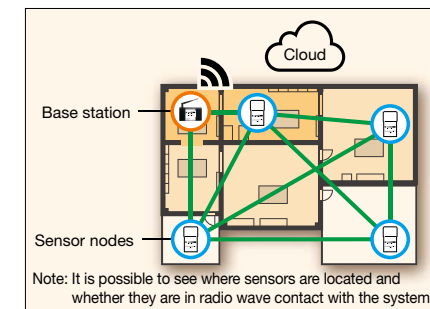 Cloud
Base station
Sensor nodes
Note: It is possible to see where sensors are located and
whether they are in radio wave contact with the system